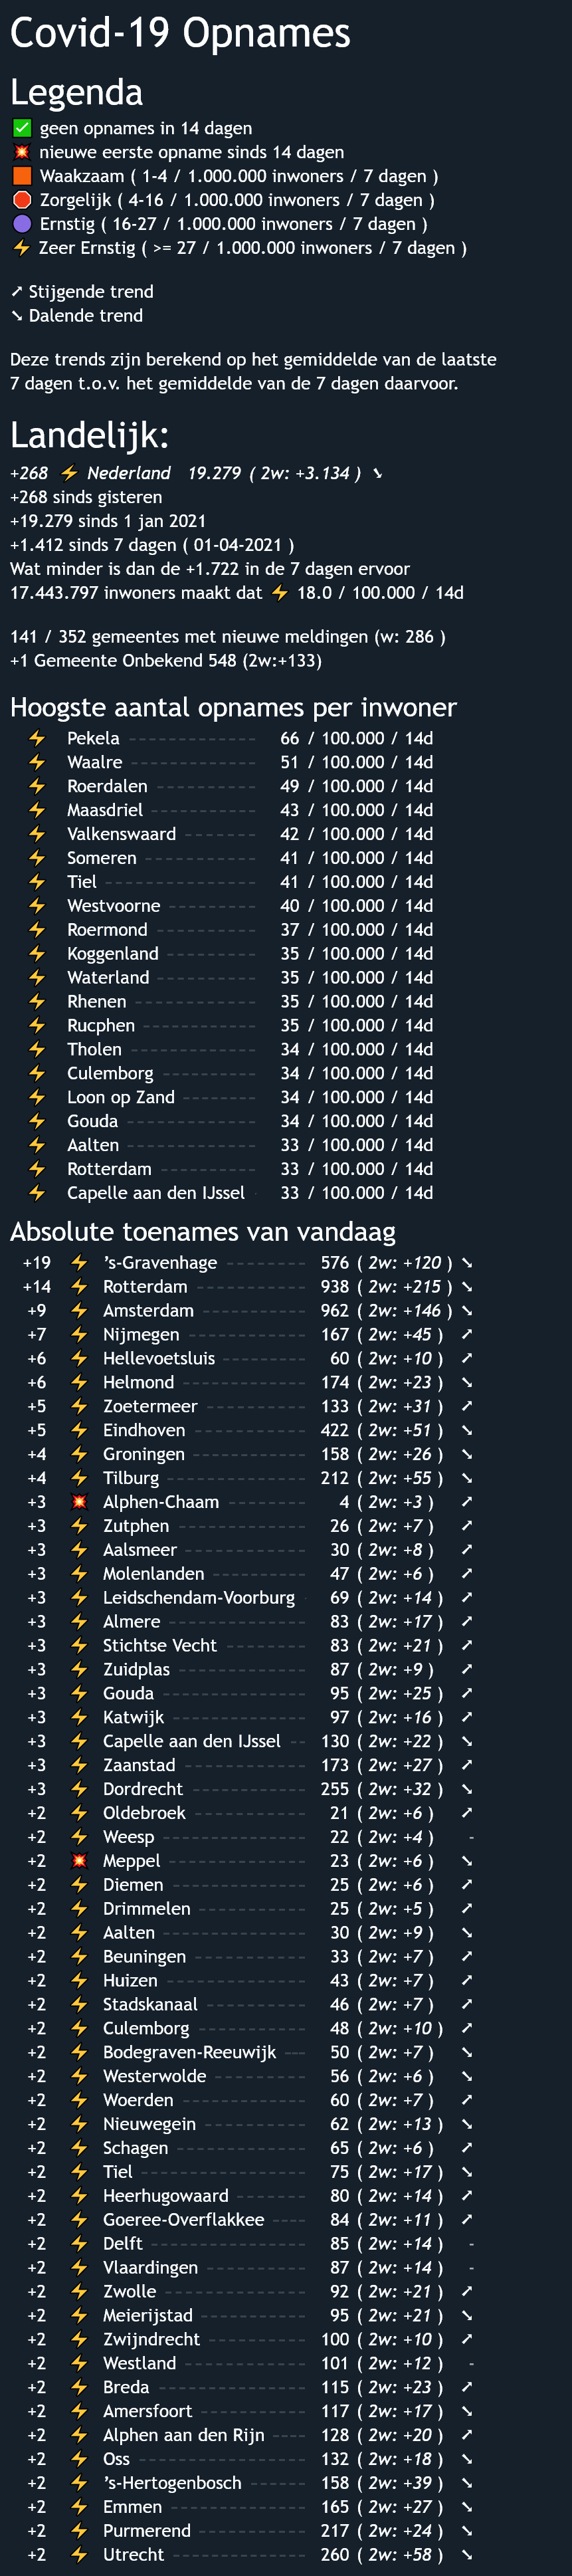 Covid-19 Opnames
Legenda
✅ geen opnames in 14 dagen
💥 nieuwe eerste opname sinds 14 dagen
🟧 Waakzaam ( 1-4 / 1.000.000 inwoners / 7 dagen )
🛑 Zorgelijk ( 4-16 / 1.000.000 inwoners / 7 dagen )
🟣 Ernstig ( 16-27 / 1.000.000 inwoners / 7 dagen )
⚡ Zeer Ernstig ( >= 27 / 1.000.000 inwoners / 7 dagen )
➚ Stijgende trend
➘ Dalende trend
Deze trends zijn berekend op het gemiddelde van de laatste
7 dagen t.o.v. het gemiddelde van de 7 dagen daarvoor.
Landelijk:
+268 ⚡ Nederland 19.279 ( 2w: +3.134 ) ➘
+268 sinds gisteren
+19.279 sinds 1 jan 2021
+1.412 sinds 7 dagen ( 01-04-2021 )
Wat minder is dan de +1.722 in de 7 dagen ervoor
17.443.797 inwoners maakt dat ⚡ 18.0 / 100.000 / 14d
141 / 352 gemeentes met nieuwe meldingen (w: 286 )
+1 Gemeente Onbekend 548 (2w:+133)
Hoogste aantal opnames per inwoner
⚡ Pekela 66 / 100.000 / 14d
⚡ Waalre 51 / 100.000 / 14d
⚡ Roerdalen 49 / 100.000 / 14d
⚡ Maasdriel 43 / 100.000 / 14d
⚡ Valkenswaard 42 / 100.000 / 14d
⚡ Someren 41 / 100.000 / 14d
⚡ Tiel 41 / 100.000 / 14d
⚡ Westvoorne 40 / 100.000 / 14d
⚡ Roermond 37 / 100.000 / 14d
⚡ Koggenland 35 / 100.000 / 14d
⚡ Waterland 35 / 100.000 / 14d
⚡ Rhenen 35 / 100.000 / 14d
⚡ Rucphen 35 / 100.000 / 14d
⚡ Tholen 34 / 100.000 / 14d
⚡ Culemborg 34 / 100.000 / 14d
⚡ Loon op Zand 34 / 100.000 / 14d
⚡ Gouda 34 / 100.000 / 14d
⚡ Aalten 33 / 100.000 / 14d
⚡ Rotterdam 33 / 100.000 / 14d
⚡ Capelle aan den IJssel 33 / 100.000 / 14d
Absolute toenames van vandaag
+19 ⚡ 's-Gravenhage 576 ( 2w: +120 ) ➘
+14 ⚡ Rotterdam 938 ( 2w: +215 ) ➘
+9 ⚡ Amsterdam 962 ( 2w: +146 ) ➘
+7 ⚡ Nijmegen 167 ( 2w: +45 ) ➚
+6 ⚡ Hellevoetsluis 60 ( 2w: +10 ) ➚
+6 ⚡ Helmond 174 ( 2w: +23 ) ➘
+5 ⚡ Zoetermeer 133 ( 2w: +31 ) ➚
+5 ⚡ Eindhoven 422 ( 2w: +51 ) ➘
+4 ⚡ Groningen 158 ( 2w: +26 ) ➘
+4 ⚡ Tilburg 212 ( 2w: +55 ) ➘
+3 💥 Alphen-Chaam 4 ( 2w: +3 ) ➚
+3 ⚡ Zutphen 26 ( 2w: +7 ) ➚
+3 ⚡ Aalsmeer 30 ( 2w: +8 ) ➚
+3 ⚡ Molenlanden 47 ( 2w: +6 ) ➚
+3 ⚡ Leidschendam-Voorburg 69 ( 2w: +14 ) ➚
+3 ⚡ Almere 83 ( 2w: +17 ) ➚
+3 ⚡ Stichtse Vecht 83 ( 2w: +21 ) ➚
+3 ⚡ Zuidplas 87 ( 2w: +9 ) ➚
+3 ⚡ Gouda 95 ( 2w: +25 ) ➚
+3 ⚡ Katwijk 97 ( 2w: +16 ) ➚
+3 ⚡ Capelle aan den IJssel 130 ( 2w: +22 ) ➘
+3 ⚡ Zaanstad 173 ( 2w: +27 ) ➚
+3 ⚡ Dordrecht 255 ( 2w: +32 ) ➘
+2 ⚡ Oldebroek 21 ( 2w: +6 ) ➚
+2 ⚡ Weesp 22 ( 2w: +4 ) -
+2 💥 Meppel 23 ( 2w: +6 ) ➘
+2 ⚡ Diemen 25 ( 2w: +6 ) ➚
+2 ⚡ Drimmelen 25 ( 2w: +5 ) ➚
+2 ⚡ Aalten 30 ( 2w: +9 ) ➘
+2 ⚡ Beuningen 33 ( 2w: +7 ) ➚
+2 ⚡ Huizen 43 ( 2w: +7 ) ➚
+2 ⚡ Stadskanaal 46 ( 2w: +7 ) ➚
+2 ⚡ Culemborg 48 ( 2w: +10 ) ➚
+2 ⚡ Bodegraven-Reeuwijk 50 ( 2w: +7 ) ➘
+2 ⚡ Westerwolde 56 ( 2w: +6 ) ➘
+2 ⚡ Woerden 60 ( 2w: +7 ) ➚
+2 ⚡ Nieuwegein 62 ( 2w: +13 ) ➘
+2 ⚡ Schagen 65 ( 2w: +6 ) ➚
+2 ⚡ Tiel 75 ( 2w: +17 ) ➘
+2 ⚡ Heerhugowaard 80 ( 2w: +14 ) ➚
+2 ⚡ Goeree-Overflakkee 84 ( 2w: +11 ) ➚
+2 ⚡ Delft 85 ( 2w: +14 ) -
+2 ⚡ Vlaardingen 87 ( 2w: +14 ) -
+2 ⚡ Zwolle 92 ( 2w: +21 ) ➚
+2 ⚡ Meierijstad 95 ( 2w: +21 ) ➘
+2 ⚡ Zwijndrecht 100 ( 2w: +10 ) ➚
+2 ⚡ Westland 101 ( 2w: +12 ) -
+2 ⚡ Breda 115 ( 2w: +23 ) ➚
+2 ⚡ Amersfoort 117 ( 2w: +17 ) ➘
+2 ⚡ Alphen aan den Rijn 128 ( 2w: +20 ) ➚
+2 ⚡ Oss 132 ( 2w: +18 ) ➘
+2 ⚡ 's-Hertogenbosch 158 ( 2w: +39 ) ➘
+2 ⚡ Emmen 165 ( 2w: +27 ) ➘
+2 ⚡ Purmerend 217 ( 2w: +24 ) ➘
+2 ⚡ Utrecht 260 ( 2w: +58 ) ➘